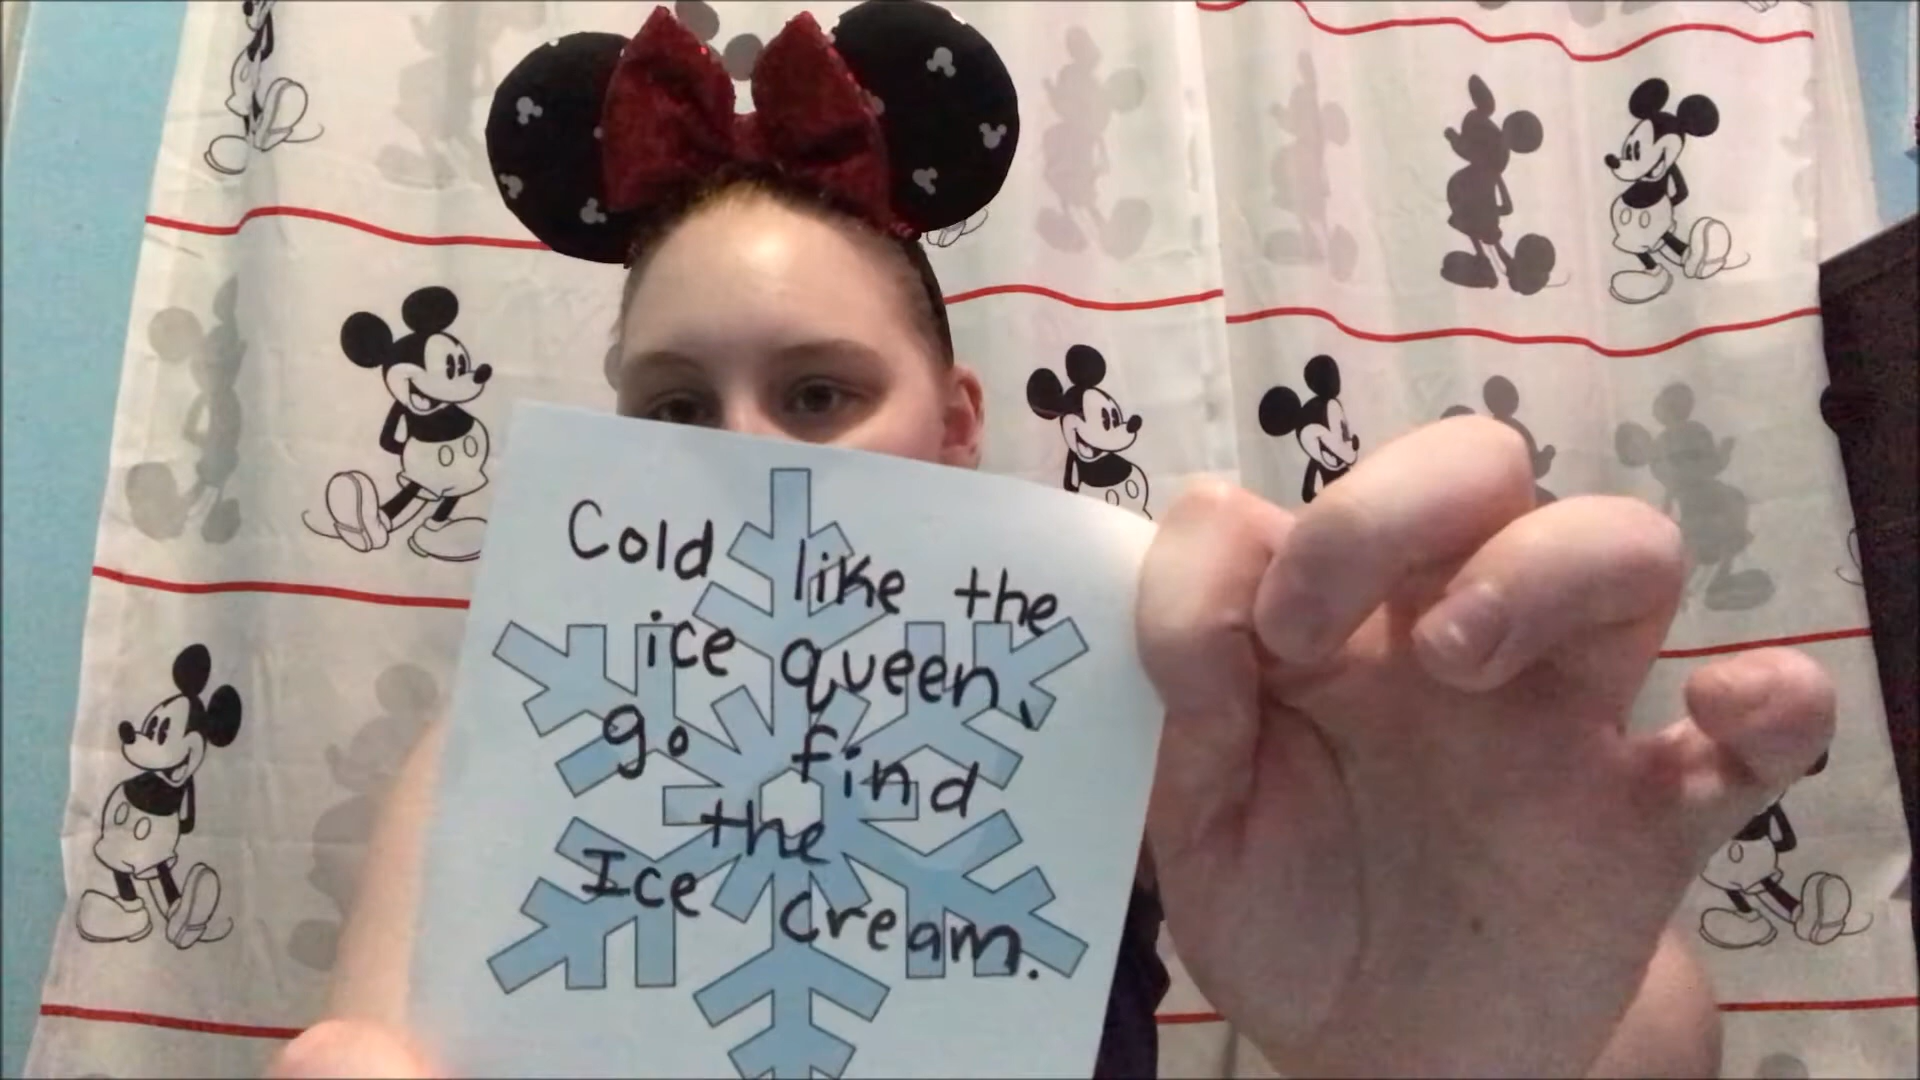 Cold like the
ice queen,
go find
the
Ice cream.